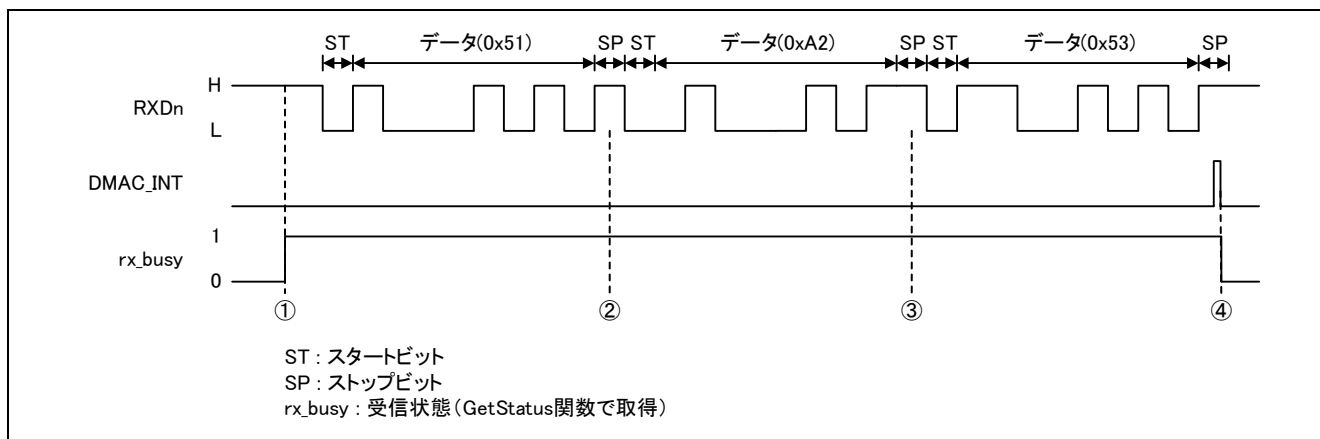 ST データ(0x51) SP ST データ(0xA2) SP ST データ(0x53) SP
H
RXDn
L
DMAC_INT
1
rx_busy
0
① ② ③ ④
ST : スタートビット
SP : ストップビット
rx_busy : 受信状態(GetStatus関数で取得)